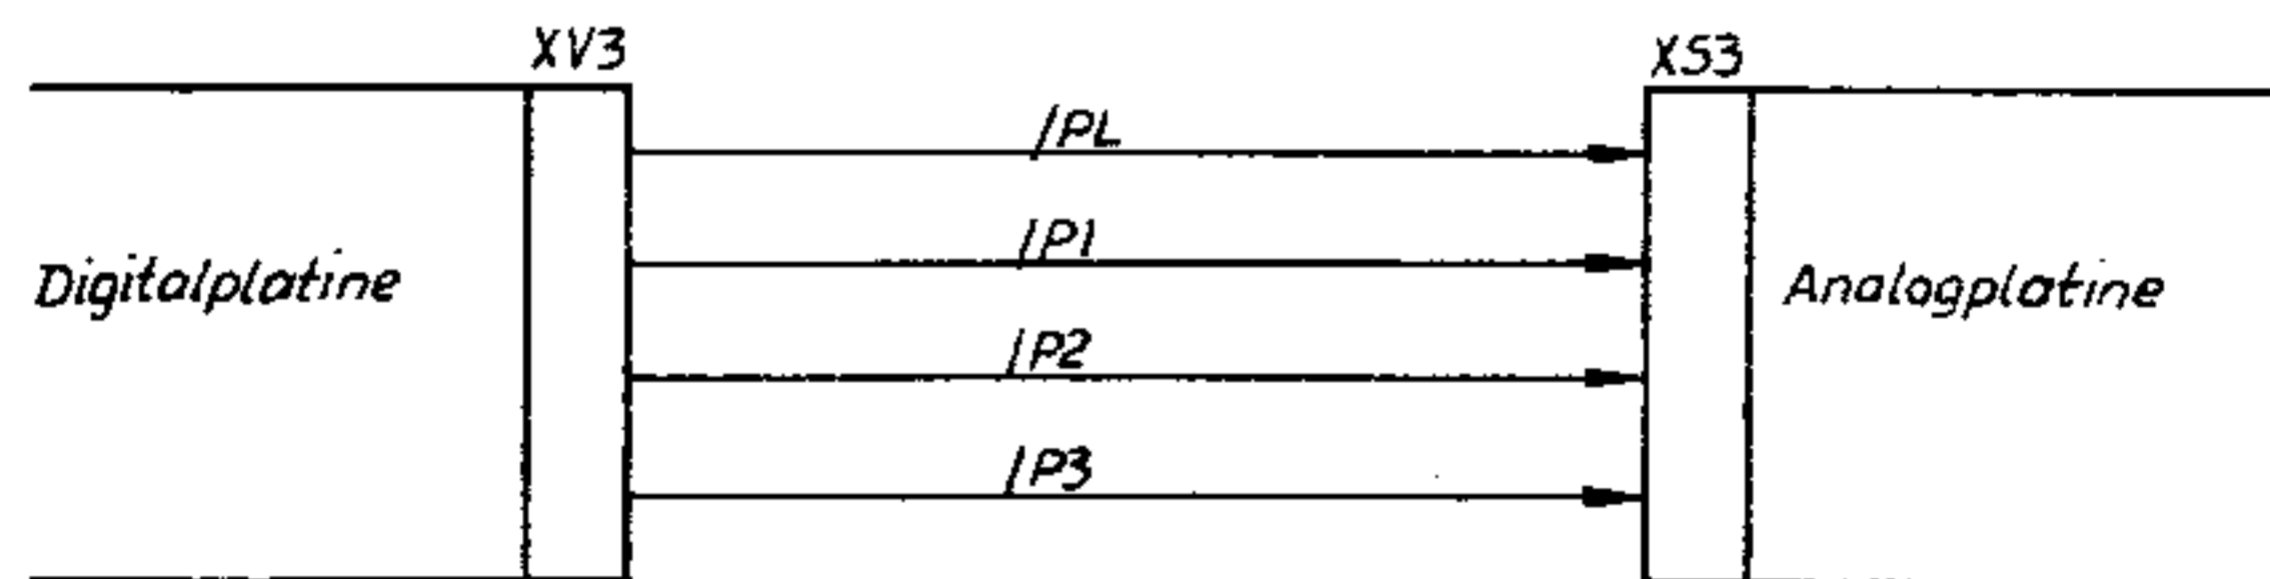 XV3
XS3
/PL
/P1
Digitalplatine
Analogplatine
/P2
/P3